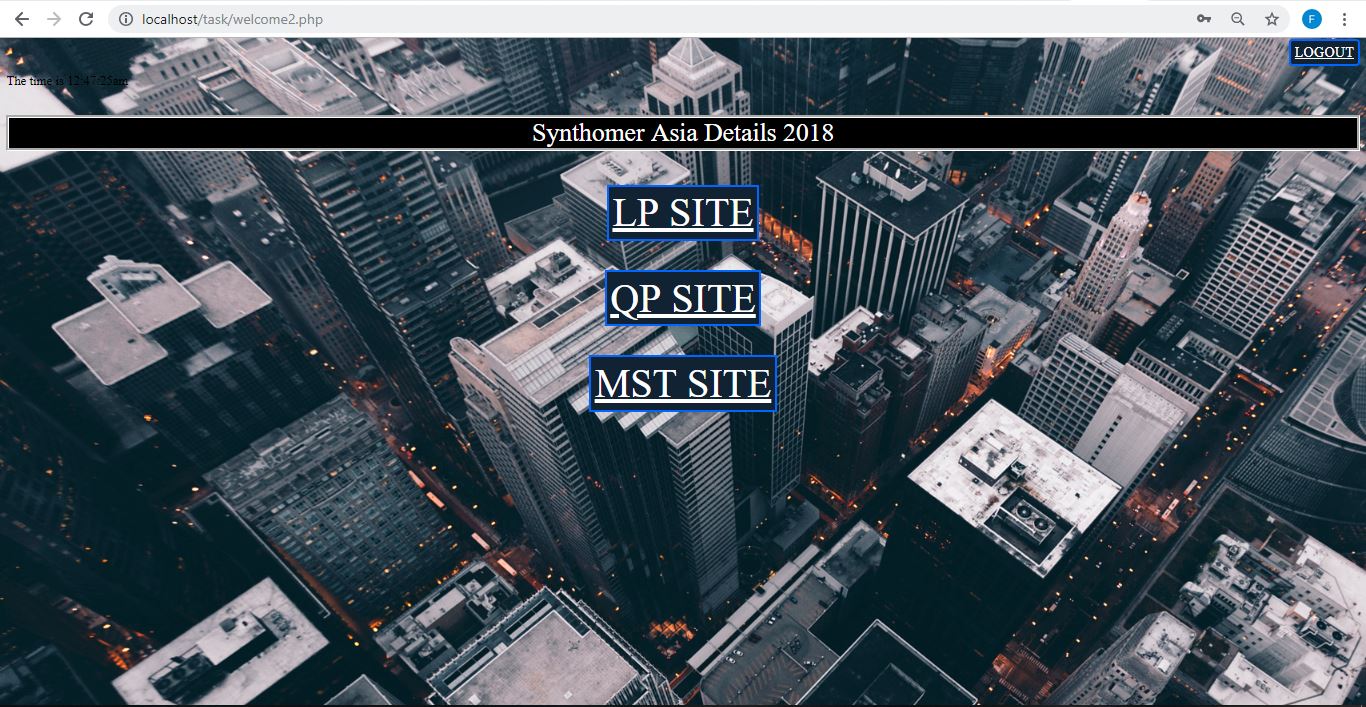 localhost/task/welcome2.php
F
LOGOUT
The time is 12:47:25am
Synthomer Asia Details 2018
LP SITE
QP SITE
MST SITE